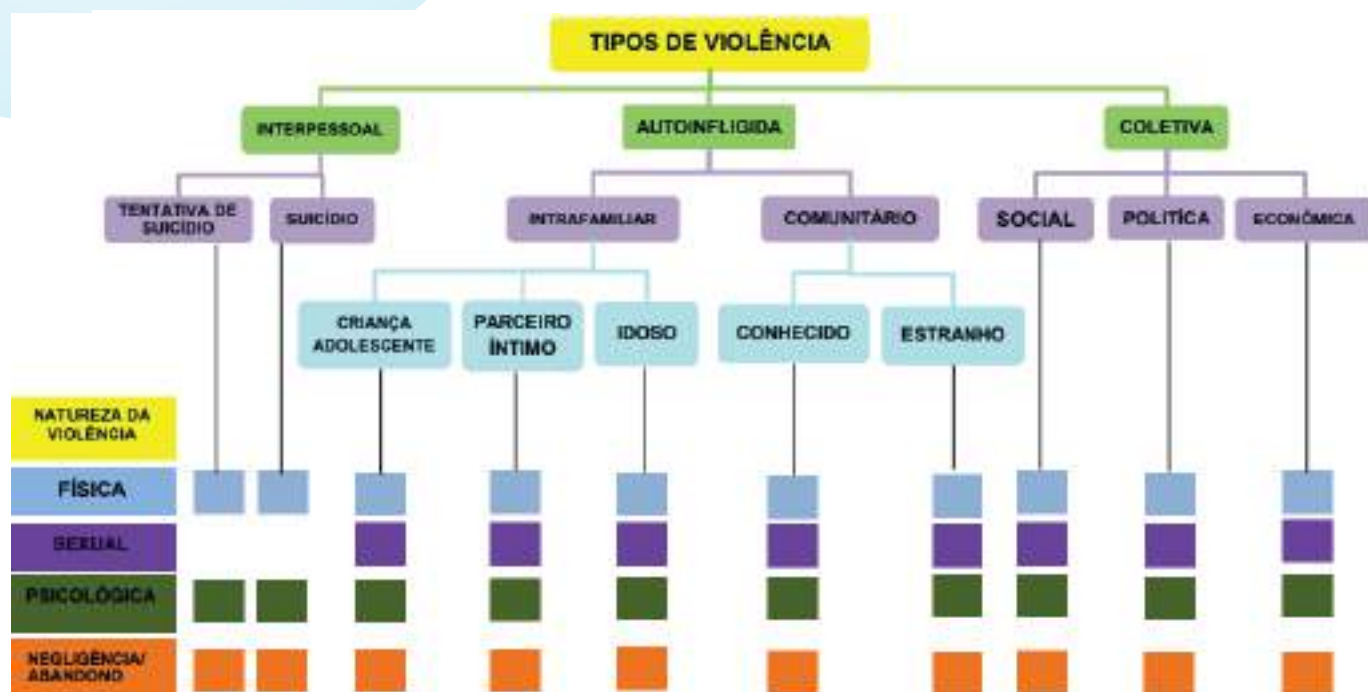 TIPOS DE VIOLÊNCIA
INTERPESSOAL
AUTOINFLIGIDA
COLETIVA
TENTATIVA DE
SUICÍDIO
SUICÍDIO
INTRAFAMILIAR
COMUNITÁRIO
SOCIAL
POLITÍCA
ECONÔMICA
CRIANÇA
ADOLESCENTE
PARCEIRO
ÍNTIMO
IDOSO
CONHECIDO
ESTRANHO
NATUREZA DA
VIOLÊNCIA
FÍSICA
SEXUAL
PSICOLÓGICA
NEGLIGÊNCIA/
ABANDONO